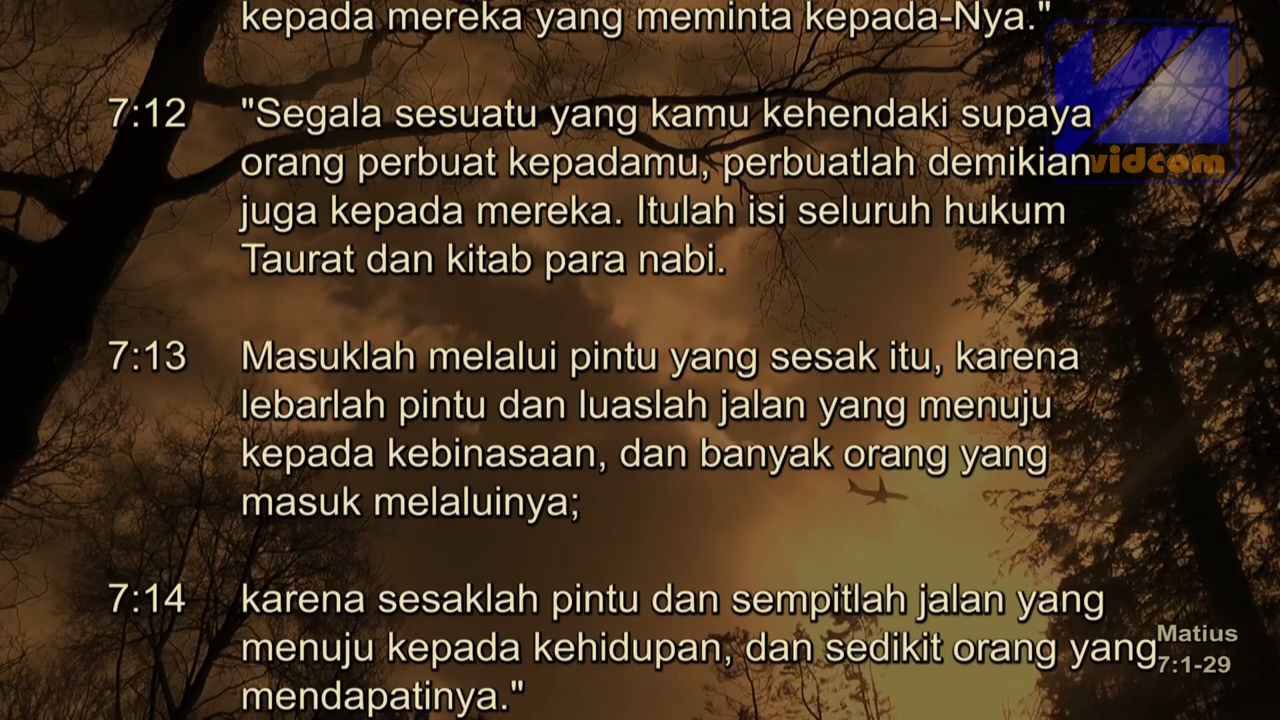 kepada mereka yang meminta kepada-Nya."
7:12 "Segala sesuatu yang kamu kehendaki supaya
orang perbuat kepadamu, perbuatlah demikian
juga kepada mereka. Itulah isi seluruh hukum
Taurat dan kitab para nabi.
7:13 Masuklah melalui pintu yang sesak itu, karena
lebarlah pintu dan luaslah jalan yang menuju
kepada kebinasaan, dan banyak orang yang
masuk melaluinya;
7:14 karena sesaklah pintu dan sempitlah jalan yang
menuju kepada kehidupan, dan sedikit orang yang
mendapatinya."
vidcom
Matius
7:1-29